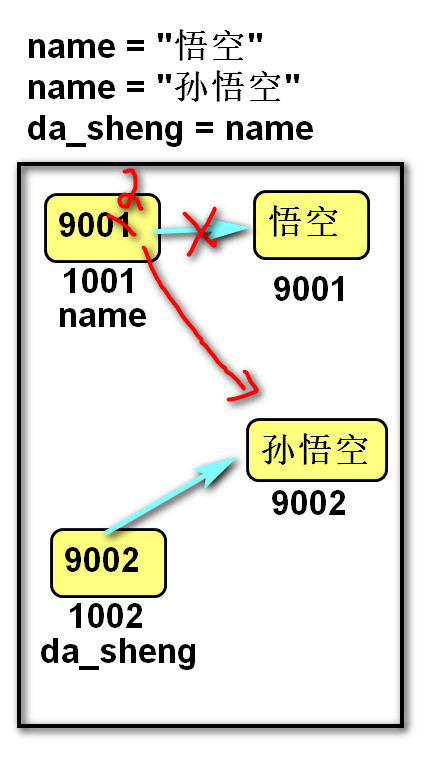 name = "悟空"
name = "孙悟空"
da_sheng = name
2
9001
悟空
1001
9001
name
孙悟空
9002
9002
1002
da_sheng